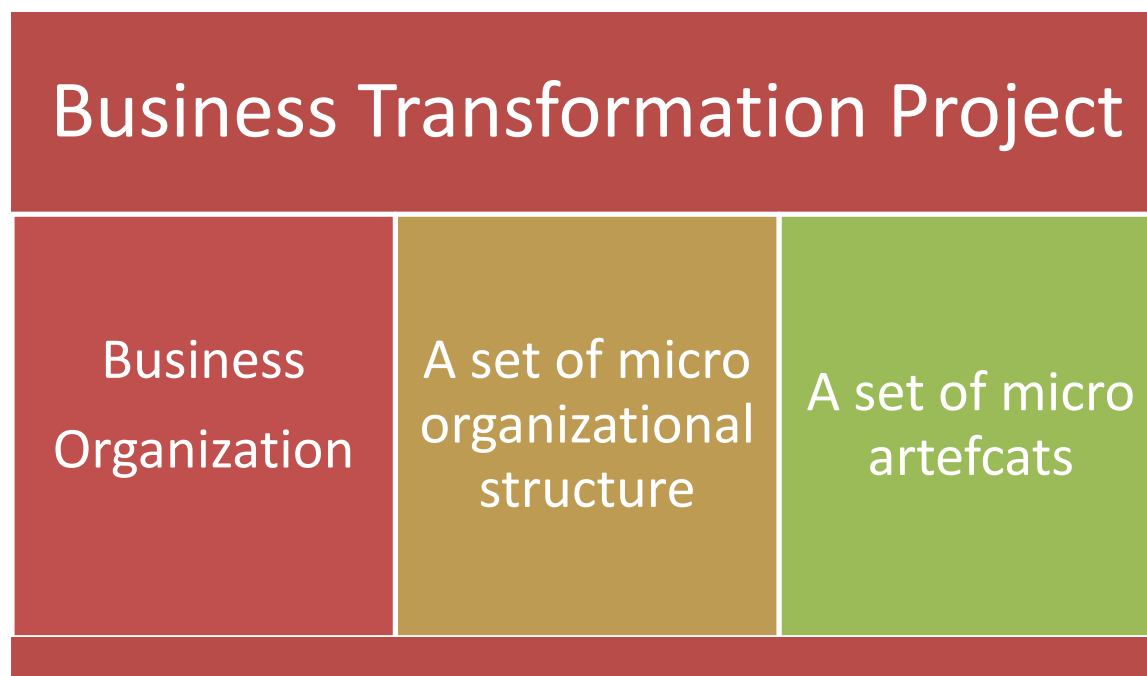 Business Transformation Project
Business
Organization
A set of micro
organizational
structure
A set of micro
artefcats